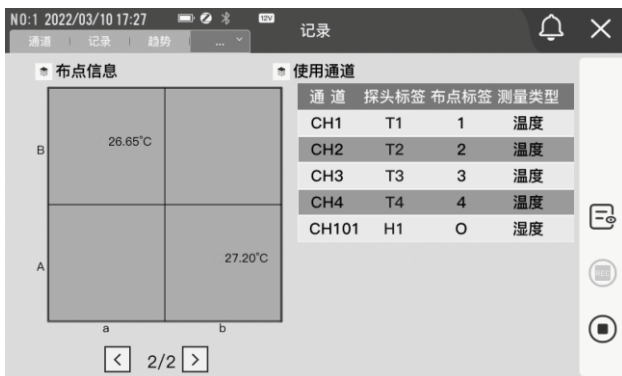 NO:1 2022/03/10 17:27 12V 记录
通道 记录 趋势 ...
布点信息
B 26.65°C
A 27.20°C
a b
2/2
使用通道
通道 探头标签 布点标签 测量类型
CH1 T1 1 温度
CH2 T2 2 温度
CH3 T3 3 温度
CH4 T4 4 温度
CH101 H1 O 湿度
REC